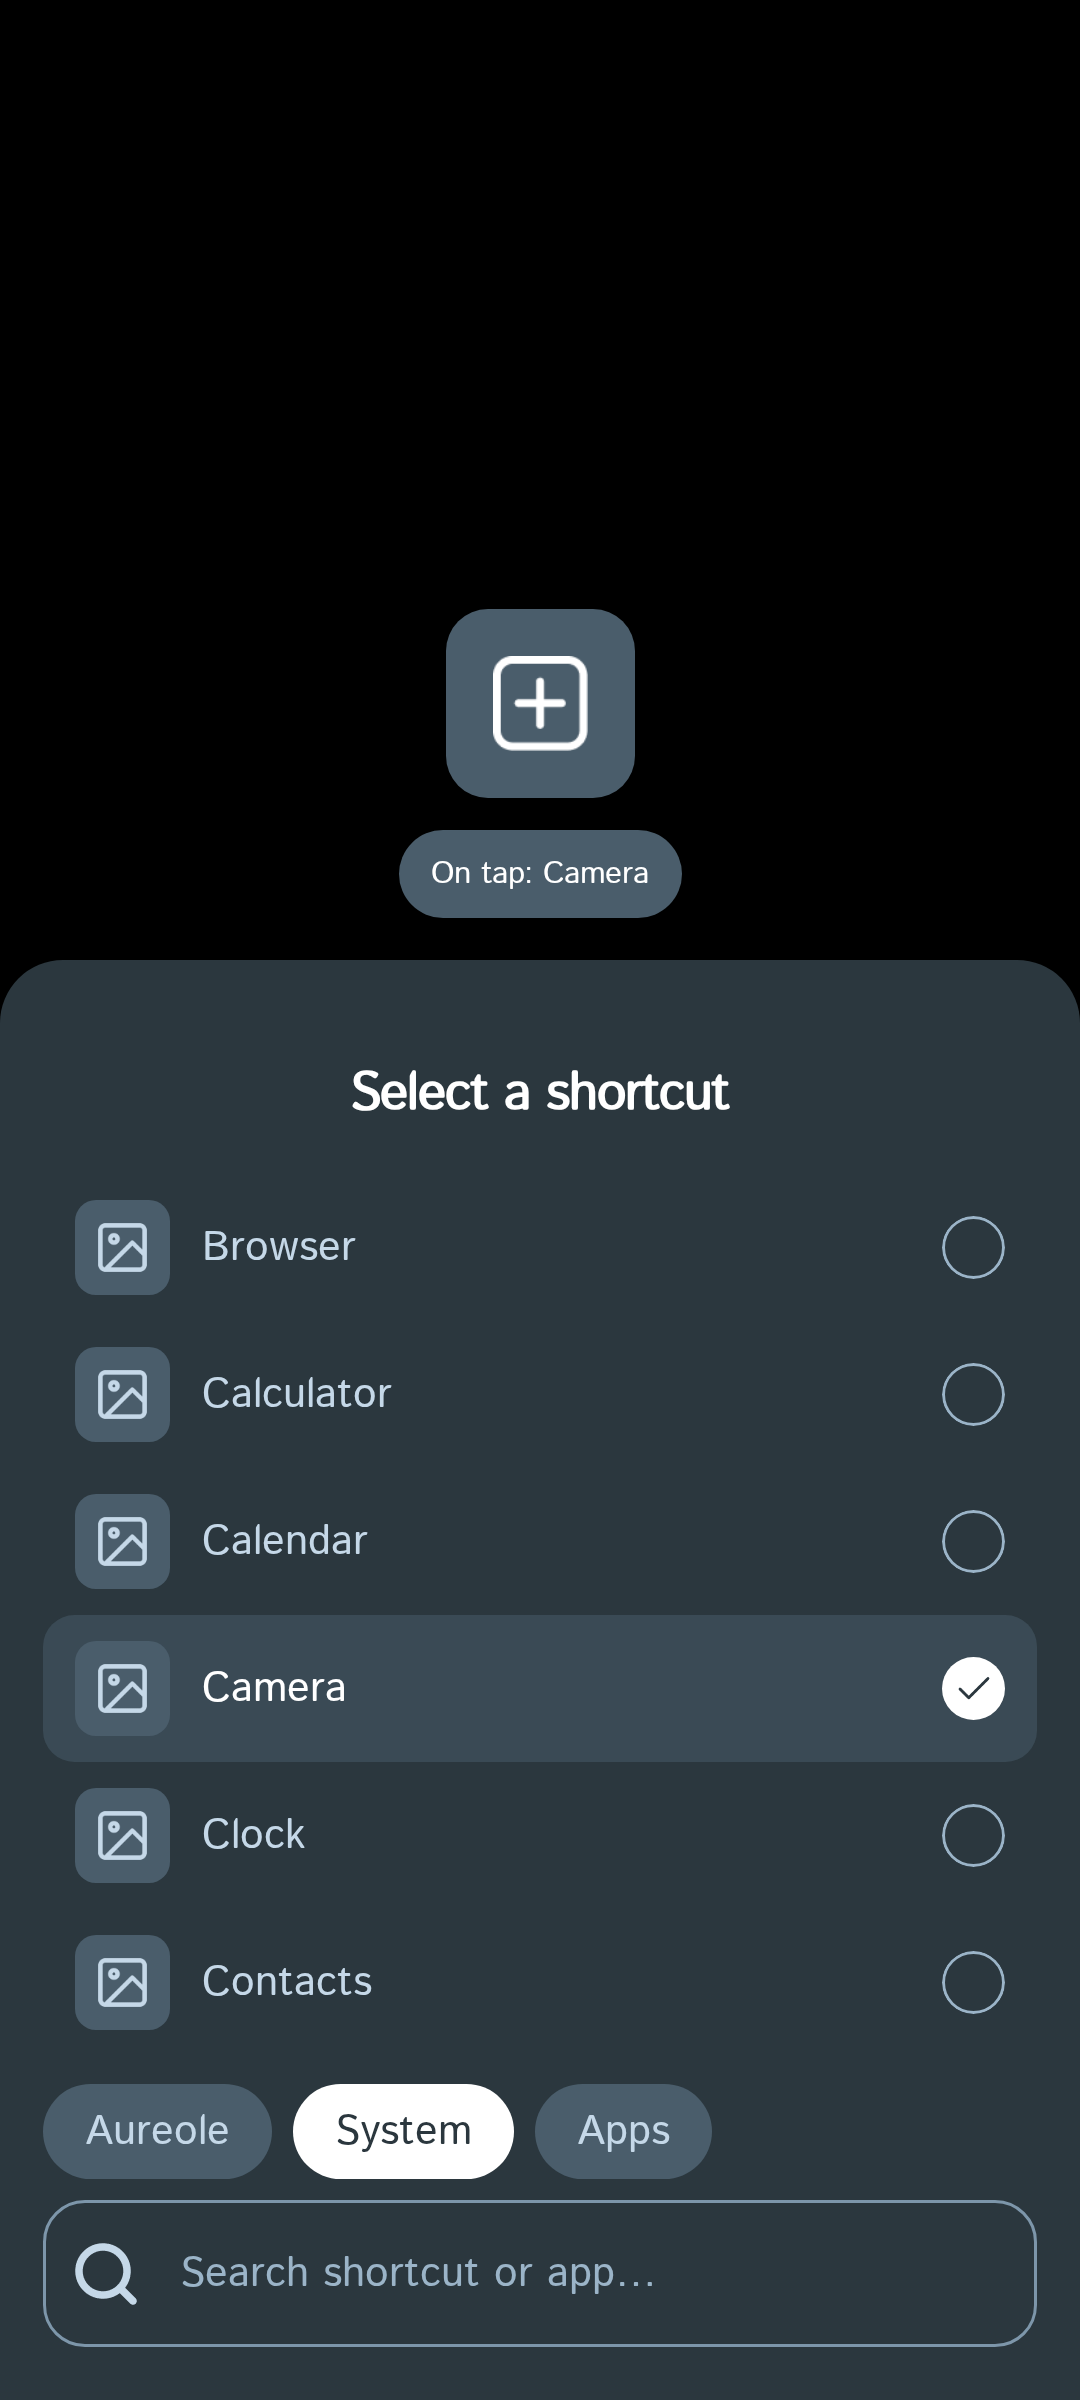 On tap: Camera
Select a shortcut
Browser
Calculator
Calendar
Camera
Clock
Contacts
Aureole
System
Apps
Search shortcut or app...